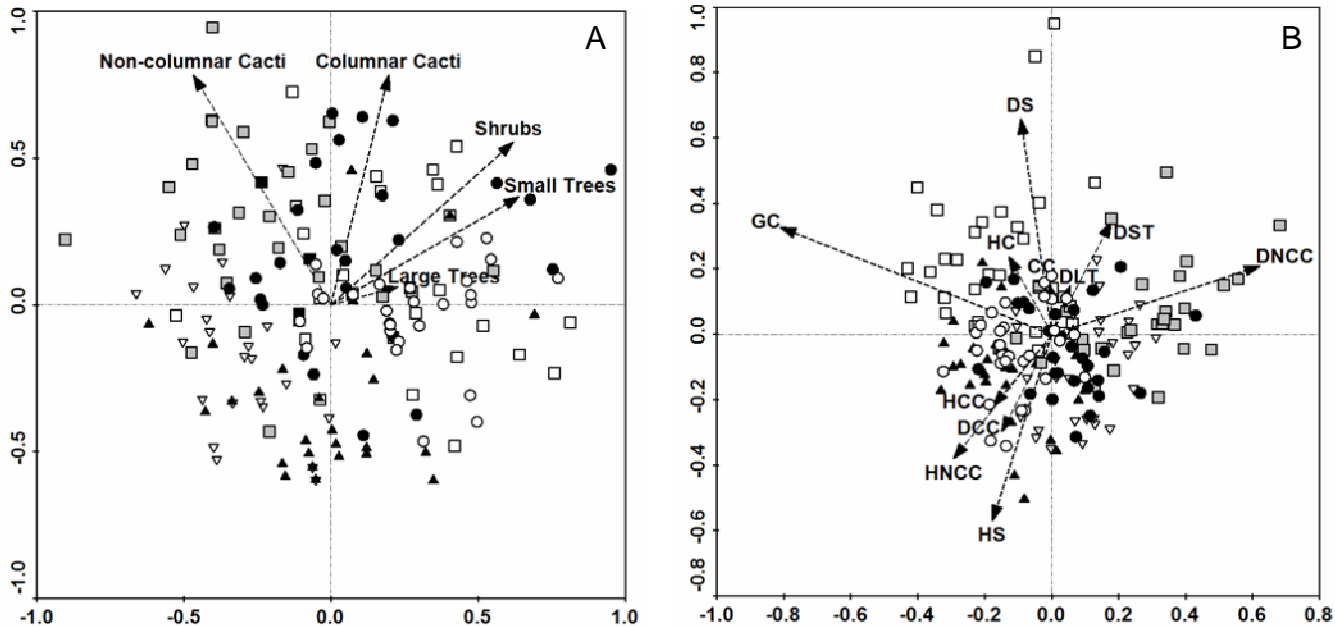 A
Non-columnar Cacti Columnar Cacti
Shrubs
Small Trees
Large Trees
1.0
0.5
0.0
-0.5
-1.0
-1.0 -0.5 0.0 0.5 1.0
B
DS
GC
DST
HC
DNCC
CC
DLT
HCC
DCC
HNCC
HS
1.0
0.8
0.6
0.4
0.2
0.0
-0.2
-0.4
-0.6
-0.8
-1.0 -0.8 -0.6 -0.4 -0.2 0.0 0.2 0.4 0.6 0.8